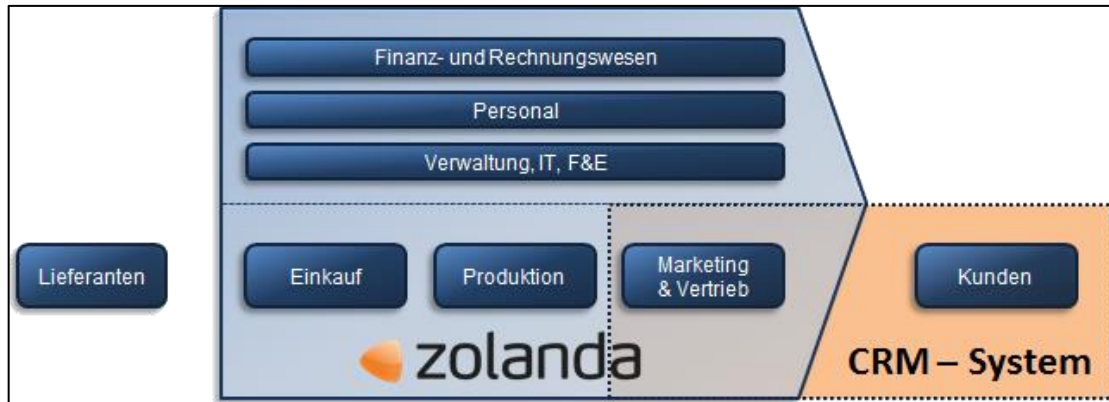 Finanz- und Rechnungswesen
Personal
Verwaltung, IT, F&E
Lieferanten
Einkauf
Produktion
Marketing
& Vertrieb
Kunden
zolanda
CRM – System